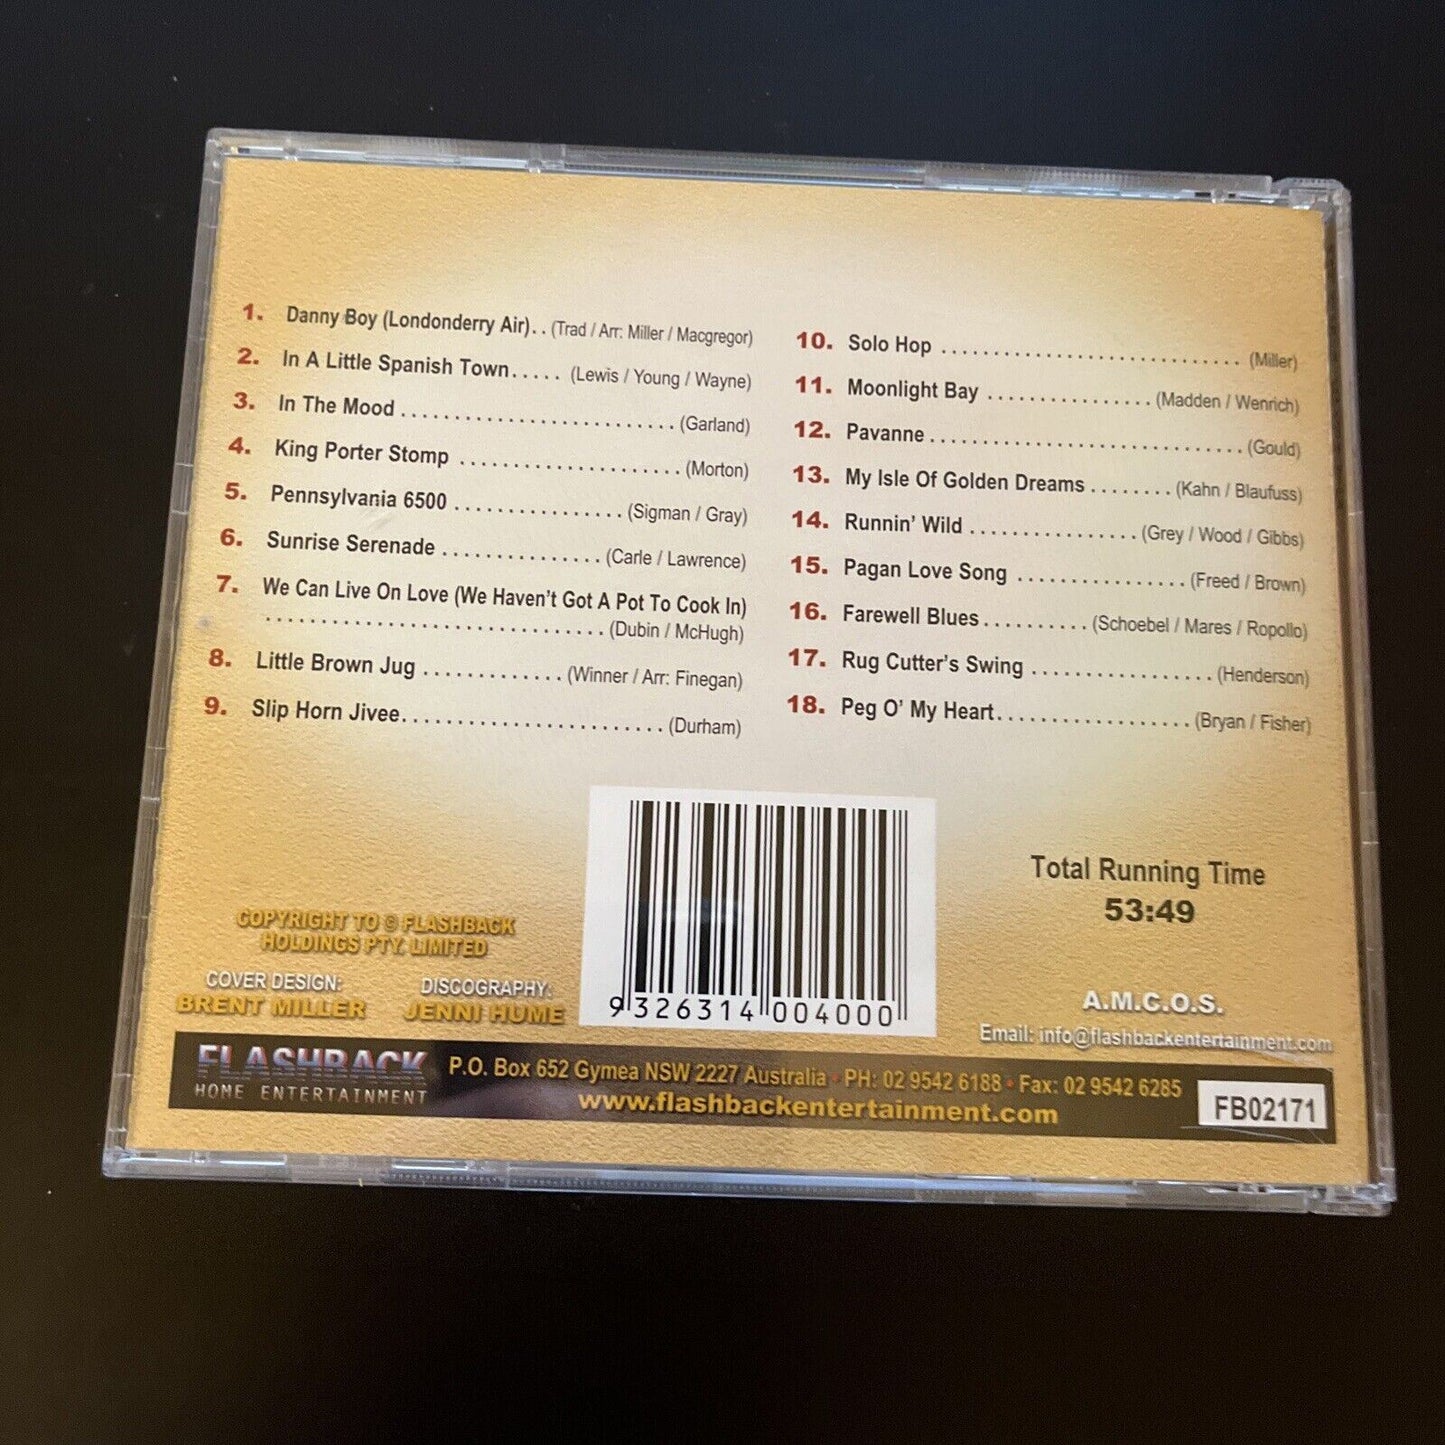 1. Danny Boy (Londonderry Air). . (Trad / Arr: Miller / Macgregor)
2. In A Little Spanish Town. . . . . (Lewis / Young / Wayne)
3. In The Mood . . . . . . . . . . . . . . . . . . . . . . . . . (Garland)
4. King Porter Stomp . . . . . . . . . . . . . . . . . . . . . (Morton)
5. Pennsylvania 6500 . . . . . . . . . . . . . . . . (Sigman / Gray)
6. Sunrise Serenade . . . . . . . . . . . . . . . (Carle / Lawrence)
7. We Can Live On Love (We Haven't Got A Pot To Cook In)
. . . . . . . . . . . . . . . . . . . . . . . . . . . . . . . (Dubin / McHugh)
8. Little Brown Jug . . . . . . . . . . . . . (Winner / Arr: Finegan)
9. Slip Horn Jivee. . . . . . . . . . . . . . . . . . . . . . . . (Durham)
10. Solo Hop . . . . . . . . . . . . . . . . . . . . . . . . . . . . . (Miller)
11. Moonlight Bay . . . . . . . . . . . . . . . . (Madden / Wenrich)
12. Pavanne . . . . . . . . . . . . . . . . . . . . . . . . . . . . . . (Gould)
13. My Isle Of Golden Dreams . . . . . . . . (Kahn / Blaufuss)
14. Runnin' Wild . . . . . . . . . . . . . . . . (Grey / Wood / Gibbs)
15. Pagan Love Song . . . . . . . . . . . . . . . . (Freed / Brown)
16. Farewell Blues . . . . . . . . . . (Schoebel / Mares / Ropollo)
17. Rug Cutter's Swing . . . . . . . . . . . . . . . . . (Henderson)
18. Peg O' My Heart. . . . . . . . . . . . . . . . . . (Bryan / Fisher)
Total Running Time
53:49
COPYRIGHT TO © FLASHBACK
HOLDINGS PTY. LIMITED
COVER DESIGN:
BRENT MILLER
DISCOGRAPHY:
JENNI HUME
9 326314 004000
A.M.C.O.S.
Email: info@flashbackentertainment.com
FLASHBACK
HOME ENTERTAINMENT
P.O. Box 652 Gymea NSW 2227 Australia • PH: 02 9542 6188 • Fax: 02 9542 6285
www.flashbackentertainment.com
FB02171